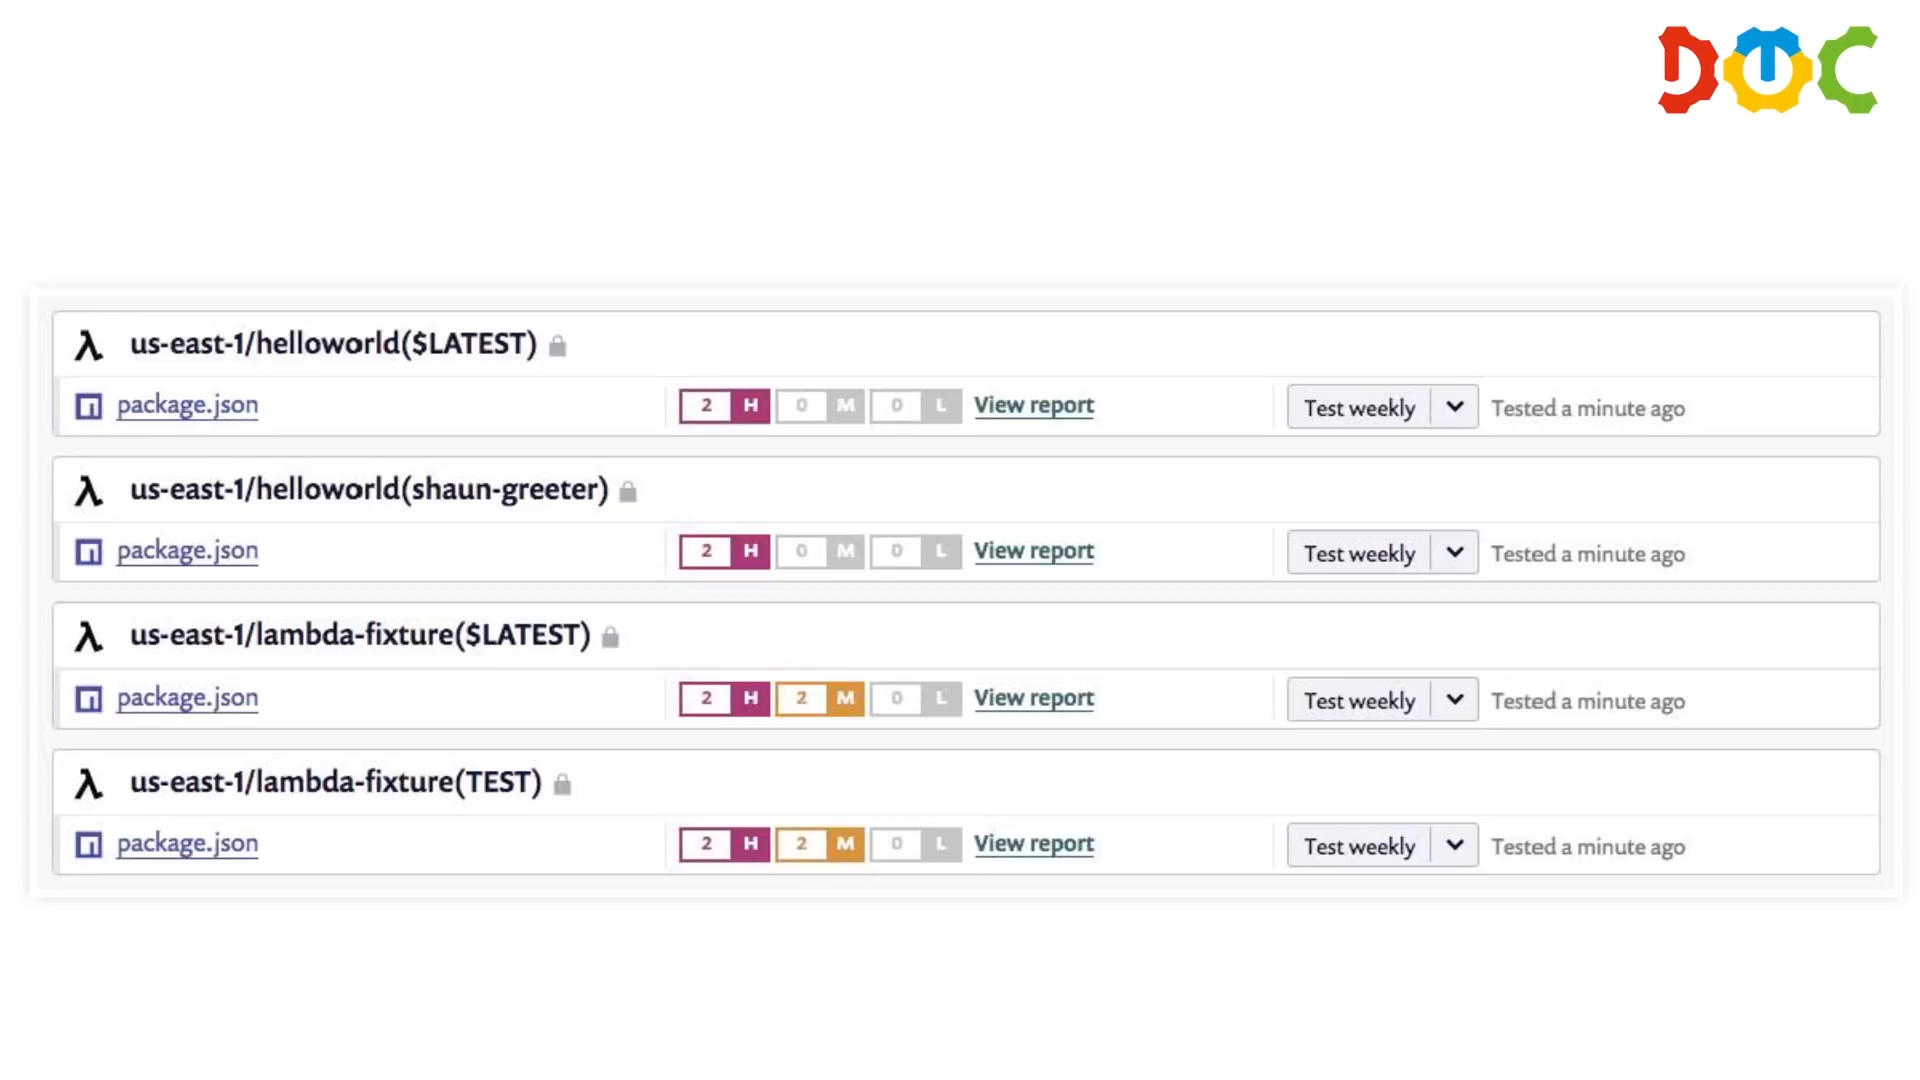 DTC
us-east-1/helloworld($LATEST)
package.json 2 H 0 M 0 L View report Test weekly Tested a minute ago
us-east-1/helloworld(shaun-greeter)
package.json 2 H 0 M 0 L View report Test weekly Tested a minute ago
us-east-1/lambda-fixture($LATEST)
package.json 2 H 2 M 0 L View report Test weekly Tested a minute ago
us-east-1/lambda-fixture(TEST)
package.json 2 H 2 M 0 L View report Test weekly Tested a minute ago